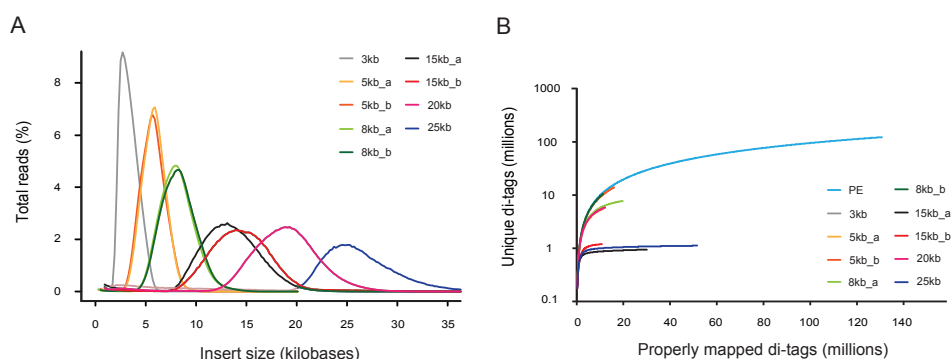 A
Total reads (%)
8
6
4
2
0
0 5 10 15 20 25 30 35
Insert size (kilobases)
3kb
5kb_a
5kb_b
8kb_a
8kb_b
15kb_a
15kb_b
20kb
25kb
B
Unique di-tags (millions)
1000
100
10
1
0.1
0 20 40 60 80 100 120 140
Properly mapped di-tags (millions)
PE
3kb
5kb_a
5kb_b
8kb_a
8kb_b
15kb_a
15kb_b
20kb
25kb